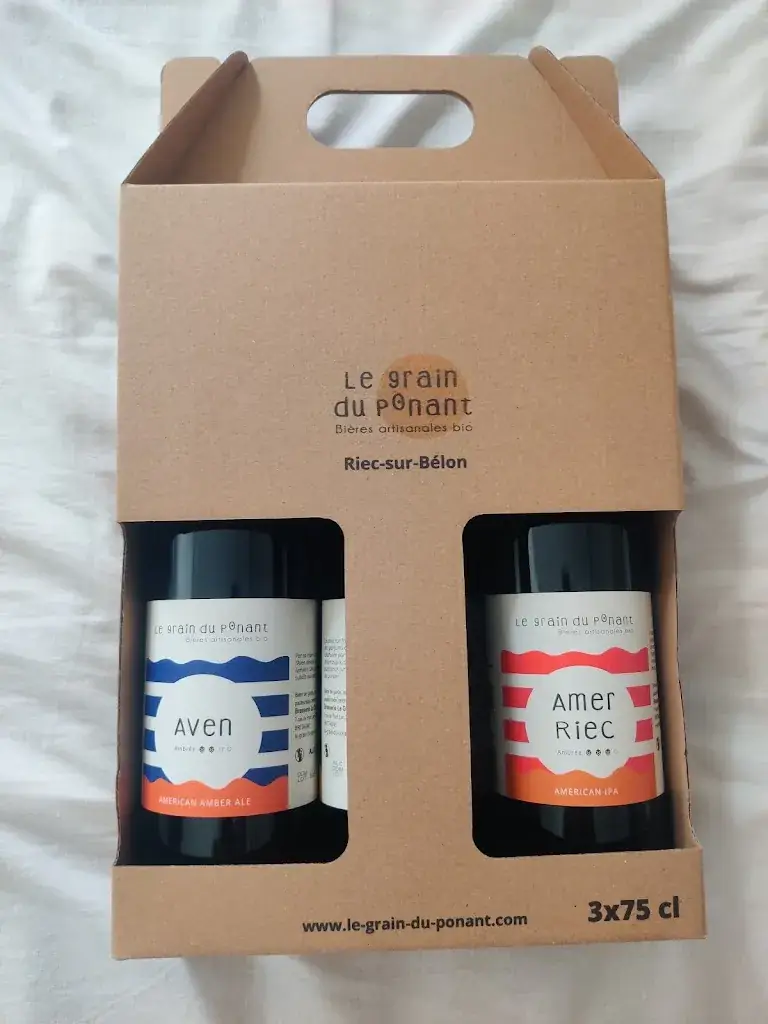 Le grain
du Ponant
Bières artisanales bio
Riec-sur-Bélon
Le grain du Ponant
Bières artisanales bio
AVEN
AMERICAN AMBER ALE
Le grain du Ponant
Bières artisanales bio
AMER
RIEC
AMERICAN IPA
www.le-grain-du-ponant.com
3x75 cl